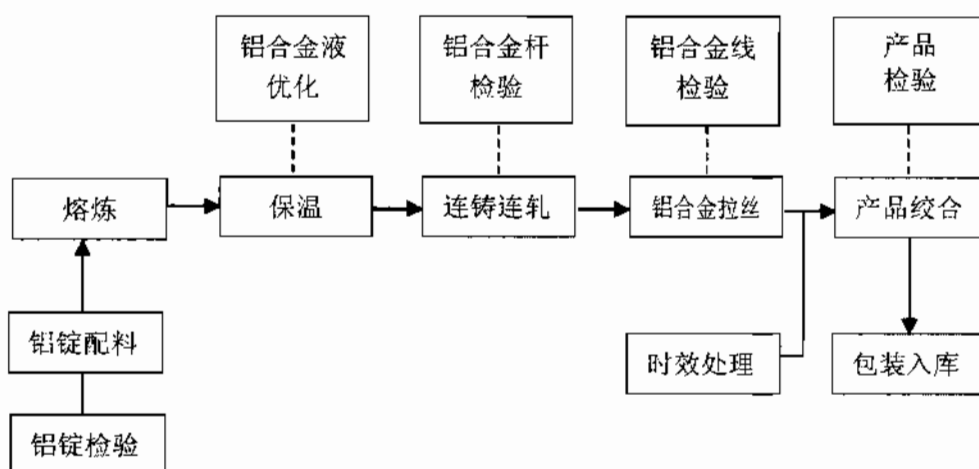 铝合金液
优化
铝合金杆
检验
铝合金线
检验
产品
检验
熔炼
保温
连铸连轧
铝合金拉丝
产品绞合
铝锭配料
时效处理
包装入库
铝锭检验